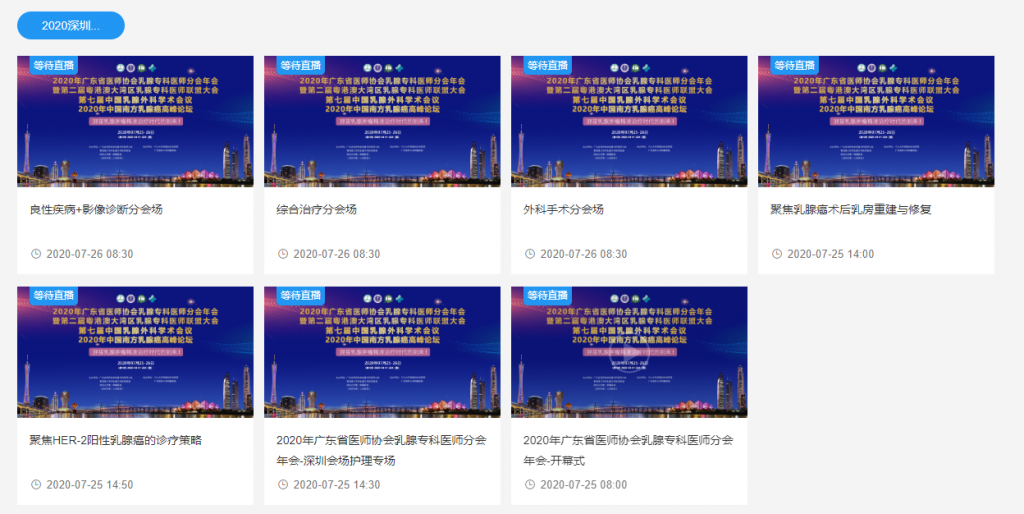 2020深圳...
等待直播
2020年广东省医师协会乳腺专科医师分会年会
暨第二届粤港澳大湾区乳腺专科医师联盟大会
第七届中国乳腺外科学术会议
2020年中国南方乳腺癌高峰论坛
良性疾病+影像诊断分会场
2020-07-26 08:30
等待直播
2020年广东省医师协会乳腺专科医师分会年会
暨第二届粤港澳大湾区乳腺专科医师联盟大会
第七届中国乳腺外科学术会议
2020年中国南方乳腺癌高峰论坛
综合治疗分会场
2020-07-26 08:30
等待直播
2020年广东省医师协会乳腺专科医师分会年会
暨第二届粤港澳大湾区乳腺专科医师联盟大会
第七届中国乳腺外科学术会议
2020年中国南方乳腺癌高峰论坛
外科手术分会场
2020-07-26 08:30
等待直播
2020年广东省医师协会乳腺专科医师分会年会
暨第二届粤港澳大湾区乳腺专科医师联盟大会
第七届中国乳腺外科学术会议
2020年中国南方乳腺癌高峰论坛
聚焦乳腺癌术后乳房重建与修复
2020-07-25 14:00
等待直播
2020年广东省医师协会乳腺专科医师分会年会
暨第二届粤港澳大湾区乳腺专科医师联盟大会
第七届中国乳腺外科学术会议
2020年中国南方乳腺癌高峰论坛
聚焦HER-2阳性乳腺癌的诊疗策略
2020-07-25 14:50
等待直播
2020年广东省医师协会乳腺专科医师分会年会
暨第二届粤港澳大湾区乳腺专科医师联盟大会
第七届中国乳腺外科学术会议
2020年中国南方乳腺癌高峰论坛
2020年广东省医师协会乳腺专科医师分会
年会-深圳会场护理专场
2020-07-25 14:30
等待直播
2020年广东省医师协会乳腺专科医师分会年会
暨第二届粤港澳大湾区乳腺专科医师联盟大会
第七届中国乳腺外科学术会议
2020年中国南方乳腺癌高峰论坛
2020年广东省医师协会乳腺专科医师分会
年会-开幕式
2020-07-25 08:00